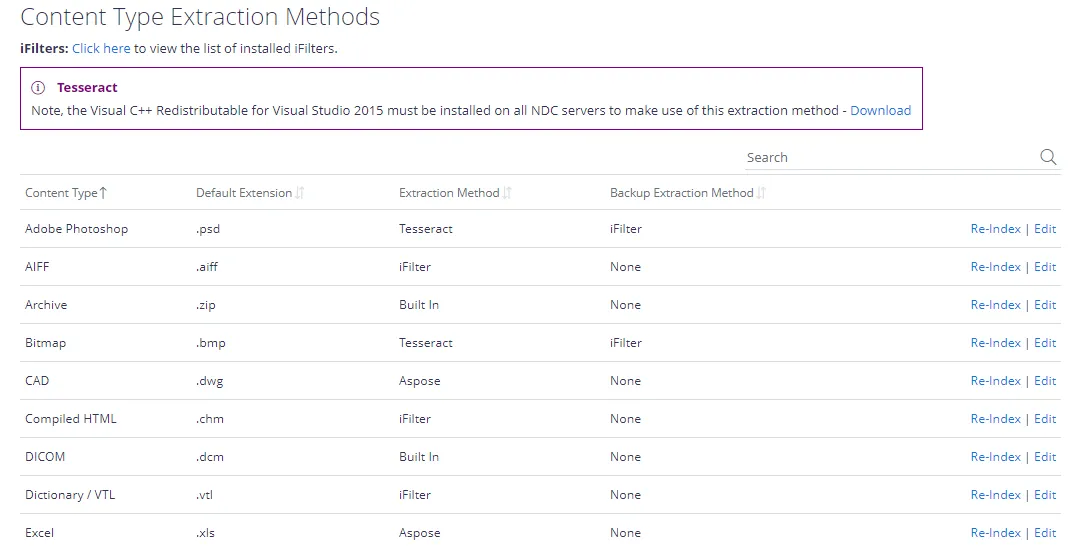 Content Type Extraction Methods
iFilters: Click here to view the list of installed iFilters.
Tesseract
Note, the Visual C++ Redistributable for Visual Studio 2015 must be installed on all NDC servers to make use of this extraction method - Download
Search
Content Type Default Extension Extraction Method Backup Extraction Method
Adobe Photoshop .psd Tesseract iFilter Re-Index | Edit
AIFF .aiff iFilter None Re-Index | Edit
Archive .zip Built In None Re-Index | Edit
Bitmap .bmp Tesseract iFilter Re-Index | Edit
CAD .dwg Aspose None Re-Index | Edit
Compiled HTML .chm iFilter None Re-Index | Edit
DICOM .dcm Built In None Re-Index | Edit
Dictionary / VTL .vtl iFilter None Re-Index | Edit
Excel .xls Aspose None Re-Index | Edit